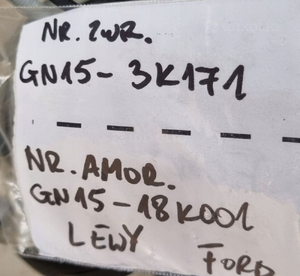 NR. ZWR.
GN15-3K171
NR. AMOR.
GN15-18K001
LEWY
FORD